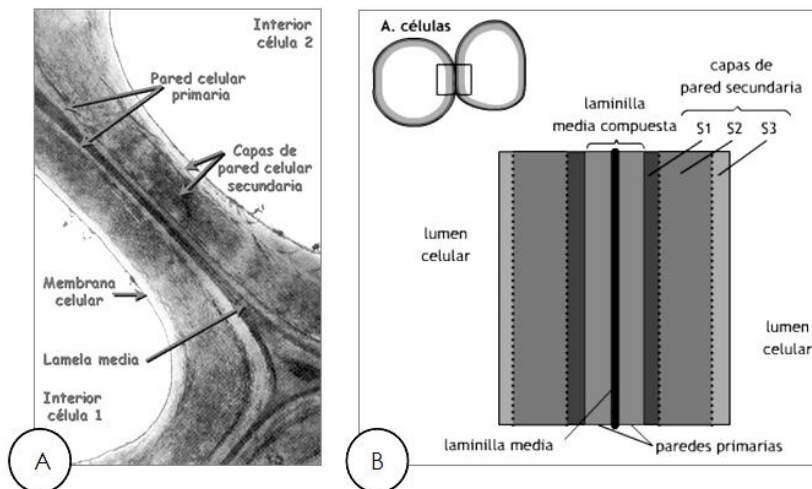 Interior
célula 2
Pared celular
primaria
Capas de
pared celular
secundaria
Membrana
celular
Lamela media
Interior
célula 1
A
A. células
capas de
pared secundaria
laminilla
media compuesta
S1 S2 S3
lumen
celular
lumen
celular
laminilla media
paredes primarias
B